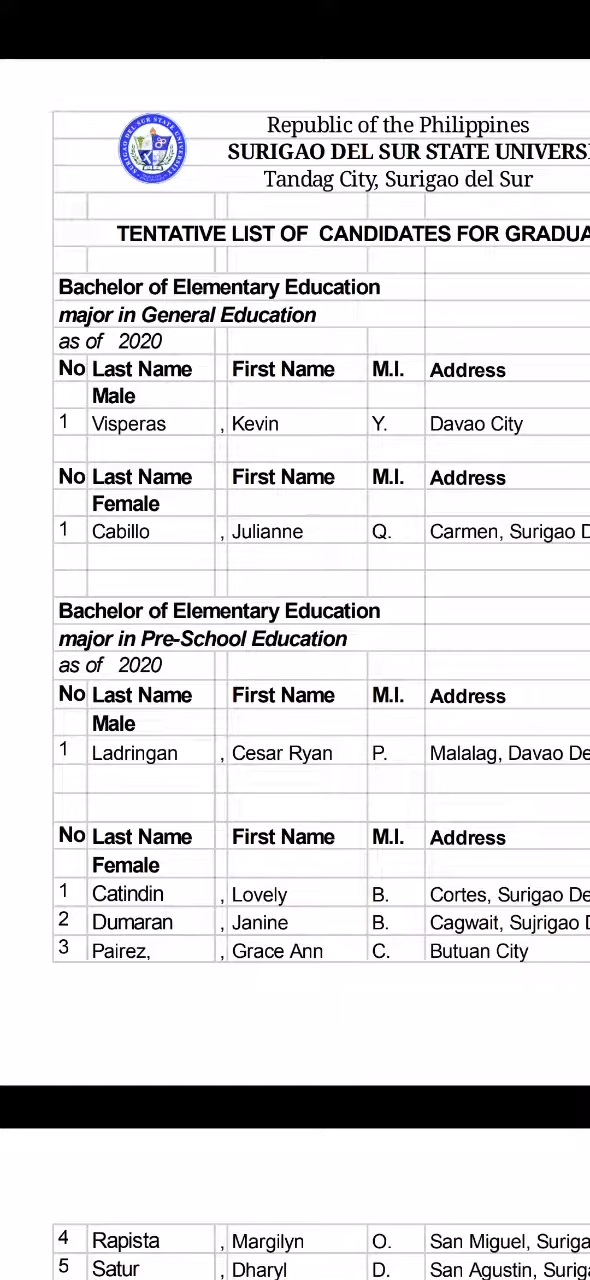 Republic of the Philippines
SURIGAO DEL SUR STATE UNIVERSI
Tandag City, Surigao del Sur
TENTATIVE LIST OF CANDIDATES FOR GRADUA
Bachelor of Elementary Education
major in General Education
as of 2020
No Last Name First Name M.I. Address
Male
1 Visperas , Kevin Y. Davao City
No Last Name First Name M.I. Address
Female
1 Cabillo , Julianne Q. Carmen, Surigao D
Bachelor of Elementary Education
major in Pre-School Education
as of 2020
No Last Name First Name M.I. Address
Male
1 Ladringan , Cesar Ryan P. Malalag, Davao De
No Last Name First Name M.I. Address
Female
1 Catindin , Lovely B. Cortes, Surigao De
2 Dumaran , Janine B. Cagwait, Sujrigao D
3 Pairez, , Grace Ann C. Butuan City
4 Rapista , Margilyn O. San Miguel, Suriga
5 Satur , Dharyl D. San Agustin, Suriga